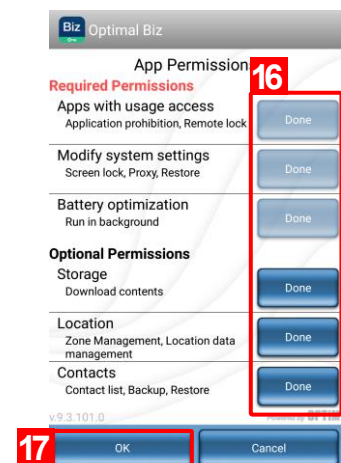 Biz Optimal Biz
App Permission
16
Required Permissions
Apps with usage access
Application prohibition, Remote lock
Done
Modify system settings
Screen lock, Proxy, Restore
Done
Battery optimization
Run in background
Done
Optional Permissions
Storage
Download contents
Done
Location
Zone Management, Location data
management
Done
Contacts
Contact list, Backup, Restore
Done
v.9.3.101.0
OPTiM
17
OK
Cancel